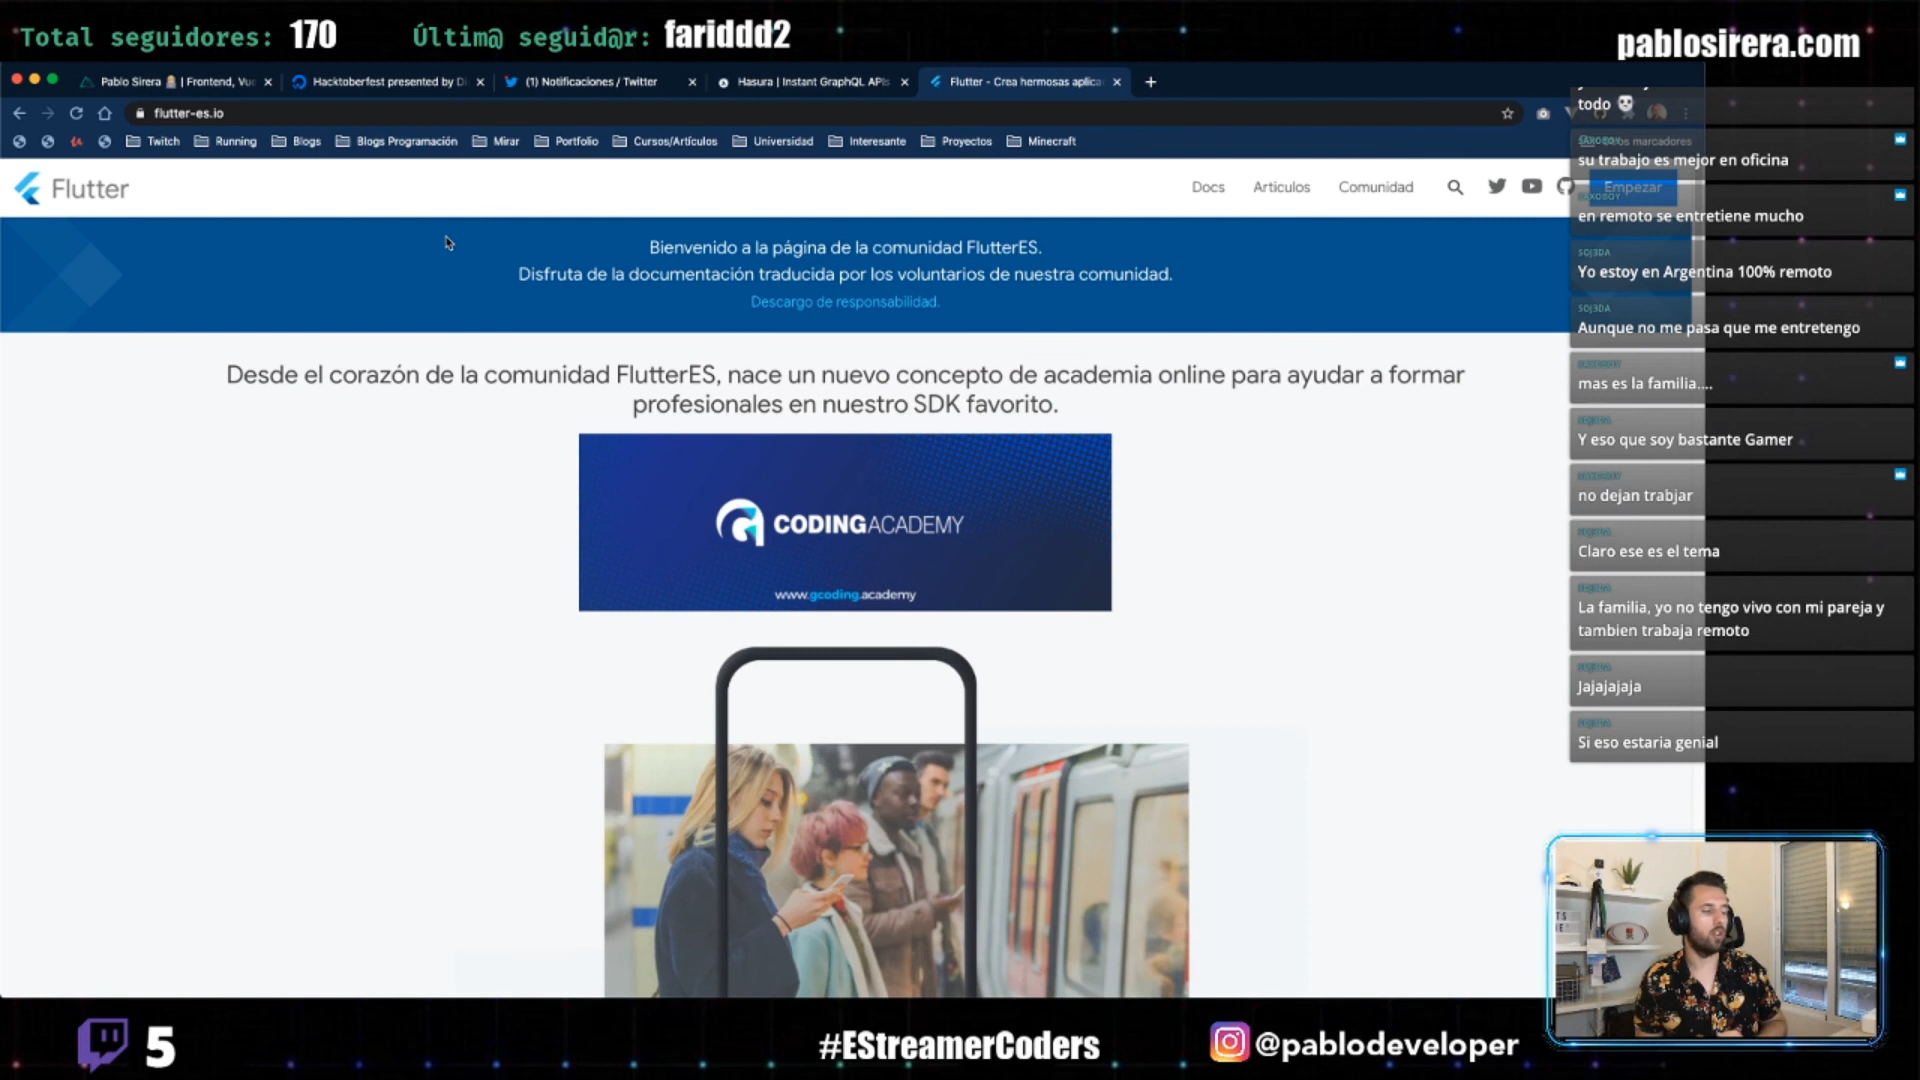 Total seguidores: 170
Últim@ seguid@r: fariddd2
pablosirera.com
Pablo Sirera | Frontend, Vue
Hacktoberfest presented by Di
(1) Notificaciones / Twitter
Hasura | Instant GraphQL APIs
Flutter - Crea hermosas aplica
flutter-es.io
Twitch
Running
Blogs
Blogs Programación
Mirar
Portfolio
Cursos/Artículos
Universidad
Interesante
Proyectos
Minecraft
Flutter
Docs
Articulos
Comunidad
Empezar
Bienvenido a la página de la comunidad FlutterES.
Disfruta de la documentación traducida por los voluntarios de nuestra comunidad.
Descargo de responsabilidad.
Desde el corazón de la comunidad FlutterES, nace un nuevo concepto de academia online para ayudar a formar
profesionales en nuestro SDK favorito.
CODINGACADEMY
www.gcoding.academy
todo
marcadores
su trabajo es mejor en oficina
en remoto se entretiene mucho
SOJ3DA
Yo estoy en Argentina 100% remoto
SOJ3DA
Aunque no me pasa que me entretengo
mas es la familia....
Y eso que soy bastante Gamer
no dejan trabjar
Claro ese es el tema
La familia, yo no tengo vivo con mi pareja y
tambien trabaja remoto
Jajajajaja
Si eso estaria genial
5
#EStreamerCoders
@pablodeveloper